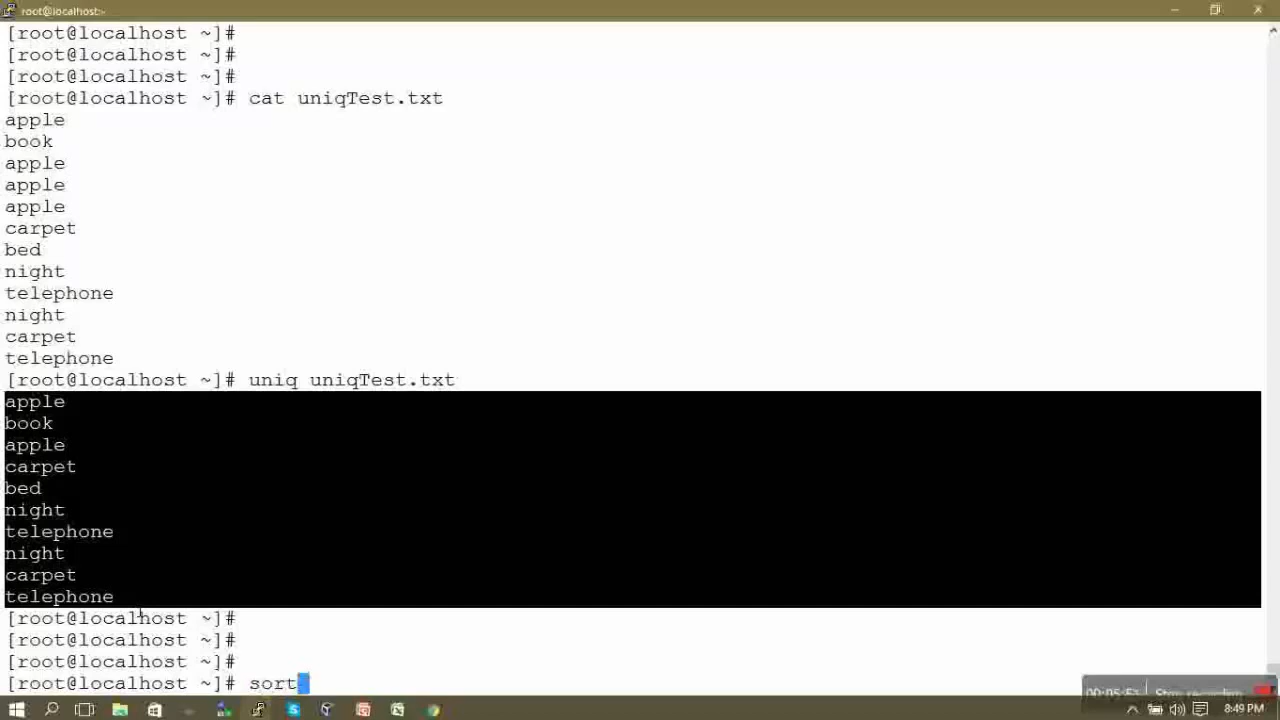 root@localhost:~
[root@localhost ~]#
[root@localhost ~]#
[root@localhost ~]#
[root@localhost ~]# cat uniqTest.txt
apple
book
apple
apple
apple
carpet
bed
night
telephone
night
carpet
telephone
[root@localhost ~]# uniq uniqTest.txt
apple
book
apple
carpet
bed
night
telephone
night
carpet
telephone
[root@localhost ~]#
[root@localhost ~]#
[root@localhost ~]#
[root@localhost ~]# sort
Stop recording
8:49 PM